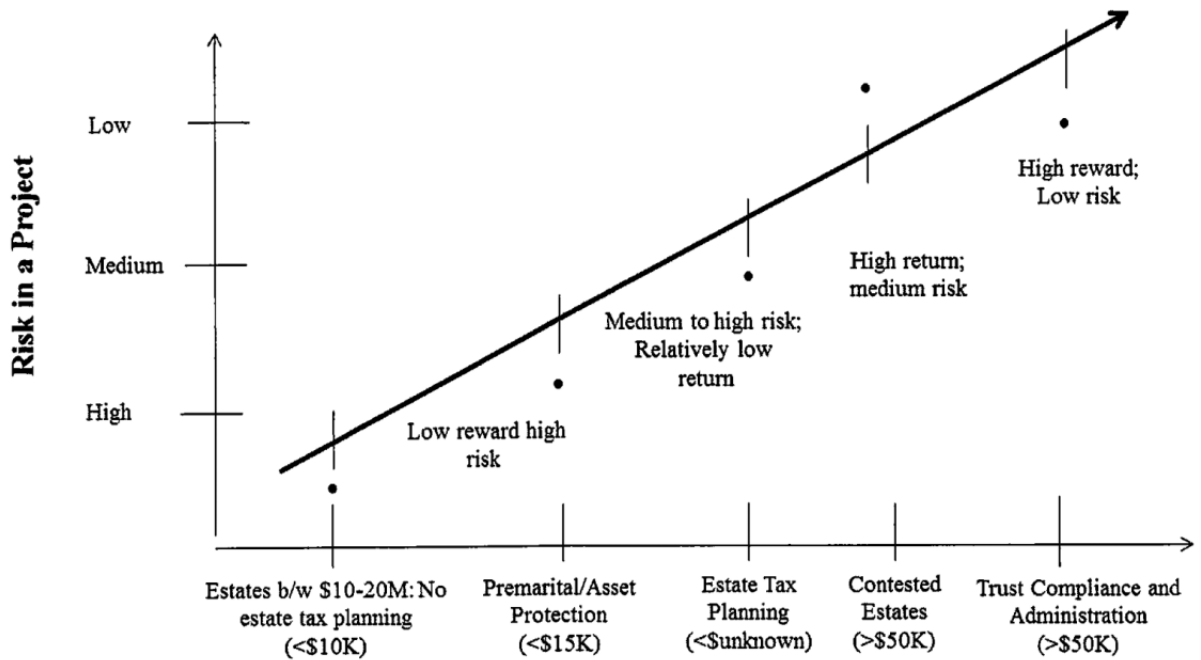 Risk in a Project
Low
Medium
High
High reward;
Low risk
High return;
medium risk
Medium to high risk;
Relatively low
return
Low reward high
risk
Estates b/w $10-20M: No
estate tax planning
(<$10K)
Premarital/Asset
Protection
(<$15K)
Estate Tax
Planning
(<$unknown)
Contested
Estates
(>$50K)
Trust Compliance and
Administration
(>$50K)